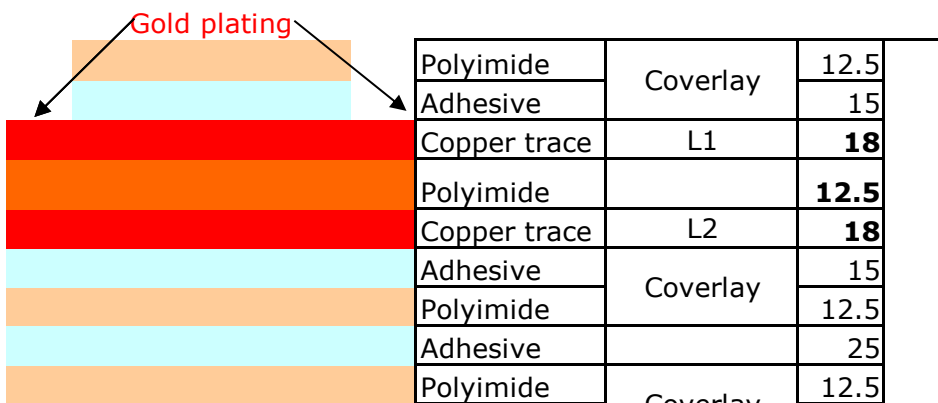 Gold plating
Polyimide Coverlay 12.5
Adhesive 15
Copper trace L1 18
Polyimide 12.5
Copper trace L2 18
Adhesive Coverlay 15
Polyimide 12.5
Adhesive 25
Polyimide Coverlay 12.5